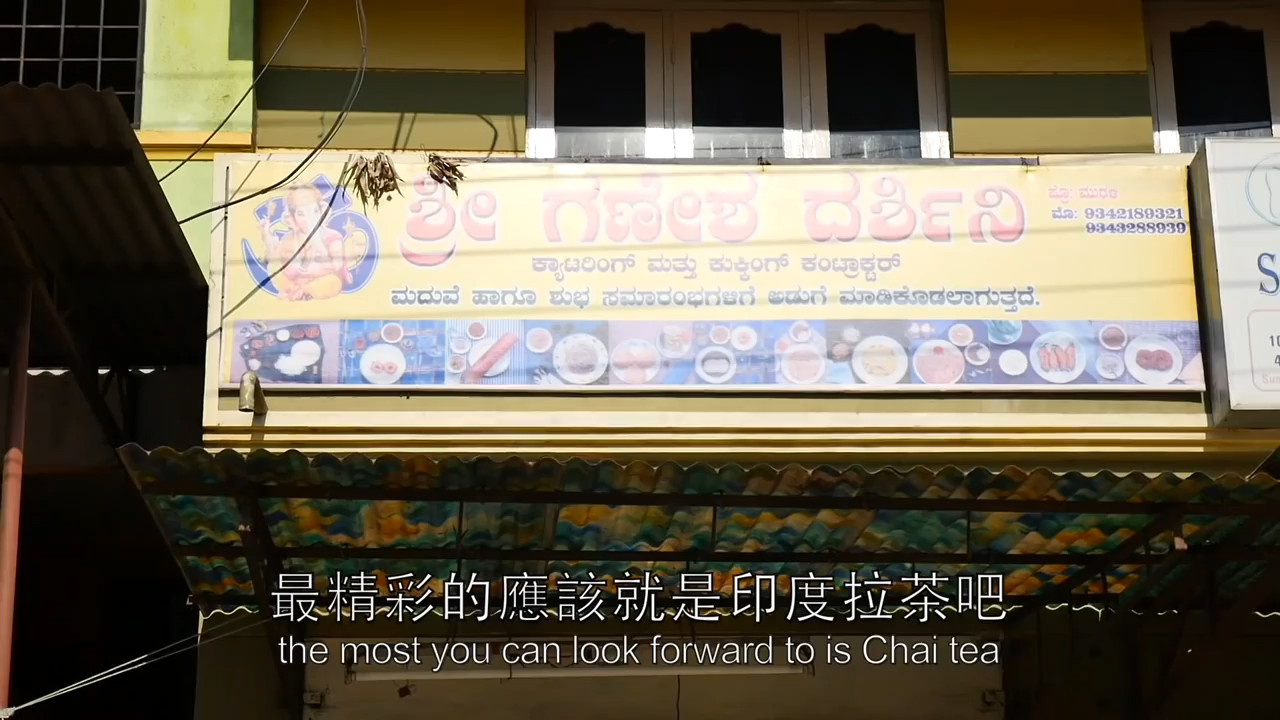 ಶ್ರೀ ಗಣೇಶ ದರ್ಶಿನಿ
ಪ್ರೊ: ಮುರಳಿ
ಮೊ: 9342189321
9343288939
ಕ್ಯಾಟರಿಂಗ್ ಮತ್ತು ಕುಕ್ಕಿಂಗ್ ಕಂಟ್ರಾಕ್ಟರ್
ಮದುವೆ ಹಾಗೂ ಶುಭ ಸಮಾರಂಭಗಳಿಗೆ ಅಡುಗೆ ಮಾಡಿಕೊಡಲಾಗುತ್ತದೆ.
最精彩的應該就是印度拉茶吧
the most you can look forward to is Chai tea